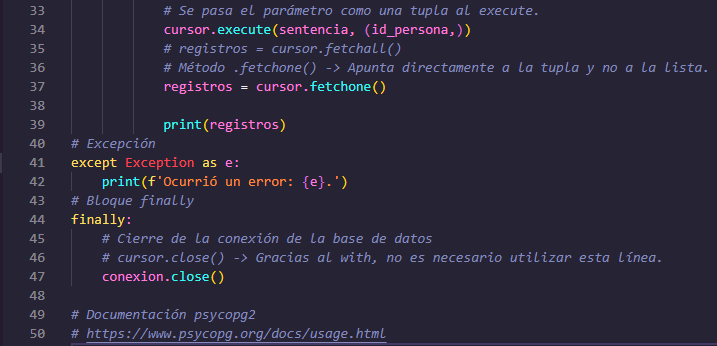 33 # Se pasa el parámetro como una tupla al execute.
34 cursor.execute(sentencia, (id_persona,))
35 # registros = cursor.fetchall()
36 # Método .fetchone() -> Apunta directamente a la tupla y no a la lista.
37 registros = cursor.fetchone()
38
39 print(registros)
40 # Excepción
41 except Exception as e:
42 print(f'Ocurrió un error: {e}.')
43 # Bloque finally
44 finally:
45 # Cierre de la conexión de la base de datos
46 # cursor.close() -> Gracias al with, no es necesario utilizar esta línea.
47 conexion.close()
48
49 # Documentación psycopg2
50 # https://www.psycopg.org/docs/usage.html